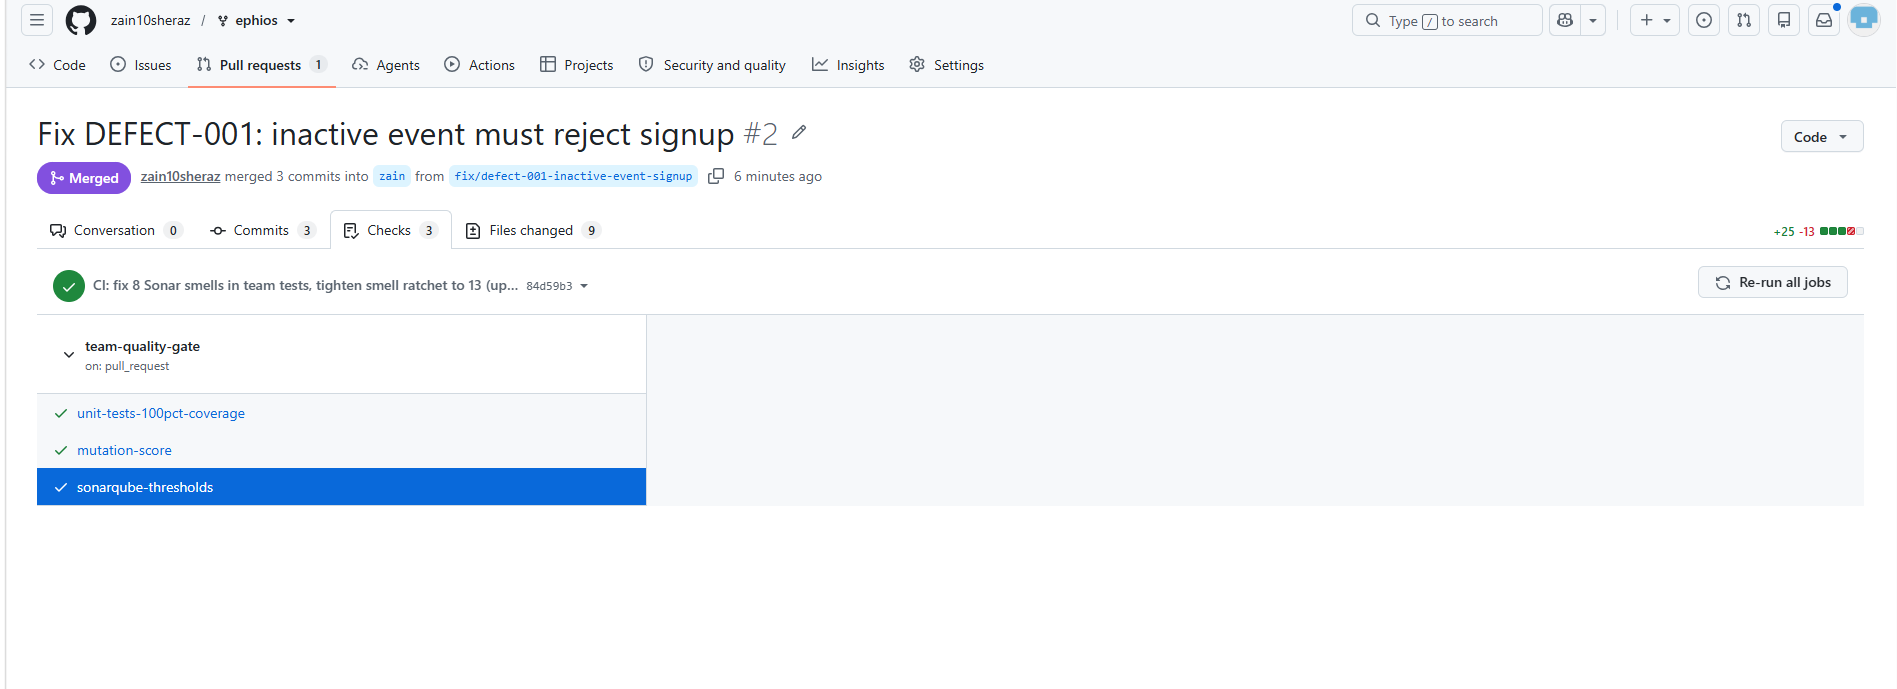 zain10sheraz / ephios
Type / to search
Code
Issues
Pull requests 1
Agents
Actions
Projects
Security and quality
Insights
Settings
Fix DEFECT-001: inactive event must reject signup #2
Code
Merged
zain10sheraz merged 3 commits into zain from fix/defect-001-inactive-event-signup 6 minutes ago
Conversation 0
Commits 3
Checks 3
Files changed 9
+25 -13
CI: fix 8 Sonar smells in team tests, tighten smell ratchet to 13 (up... 84d59b3
Re-run all jobs
team-quality-gate
on: pull_request
unit-tests-100pct-coverage
mutation-score
sonarqube-thresholds